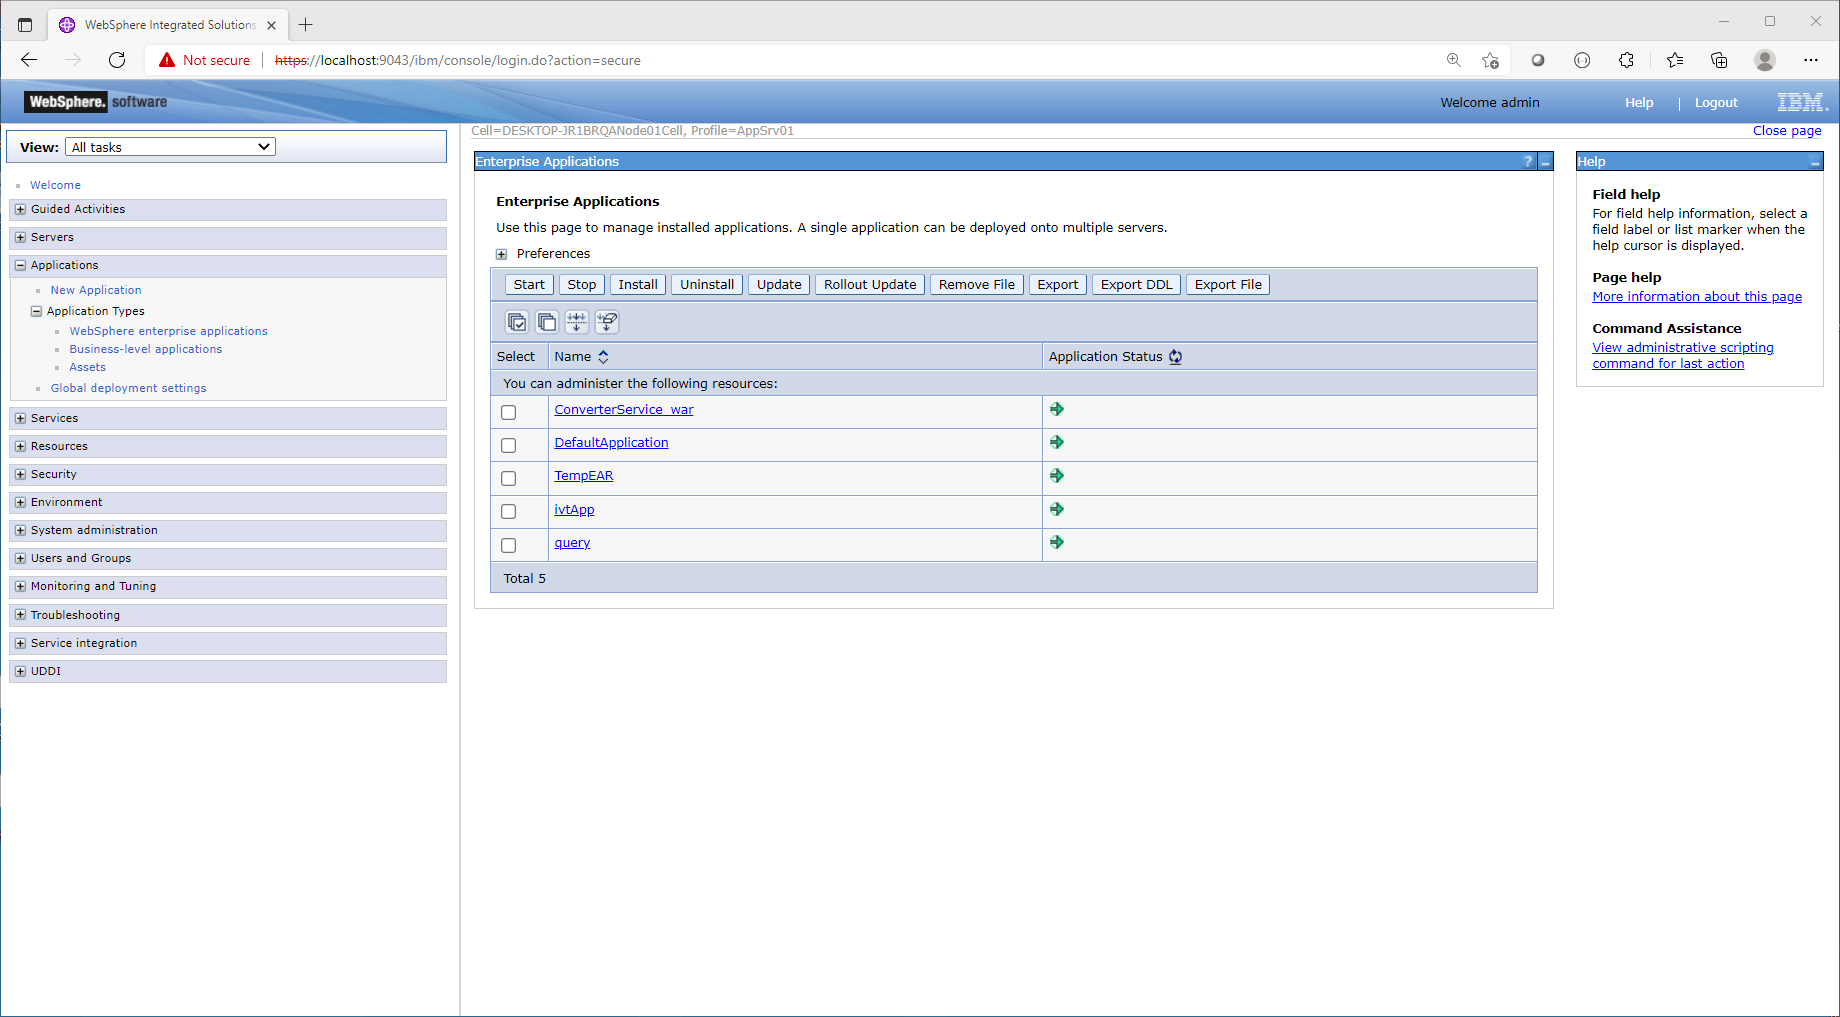 WebSphere Integrated Solutions
Not secure https://localhost:9043/ibm/console/login.do?action=secure
WebSphere. software
Welcome admin Help | Logout IBM.
Cell=DESKTOP-JR1BRQANode01Cell, Profile=AppSrv01
Close page
View: All tasks
Welcome
Guided Activities
Servers
Applications
New Application
Application Types
WebSphere enterprise applications
Business-level applications
Assets
Global deployment settings
Services
Resources
Security
Environment
System administration
Users and Groups
Monitoring and Tuning
Troubleshooting
Service integration
UDDI
Enterprise Applications ?
Enterprise Applications
Use this page to manage installed applications. A single application can be deployed onto multiple servers.
Preferences
Start Stop Install Uninstall Update Rollout Update Remove File Export Export DDL Export File
Select Name Application Status
You can administer the following resources:
ConverterService_war
DefaultApplication
TempEAR
ivtApp
query
Total 5
Help
Field help
For field help information, select a
field label or list marker when the
help cursor is displayed.
Page help
More information about this page
Command Assistance
View administrative scripting
command for last action